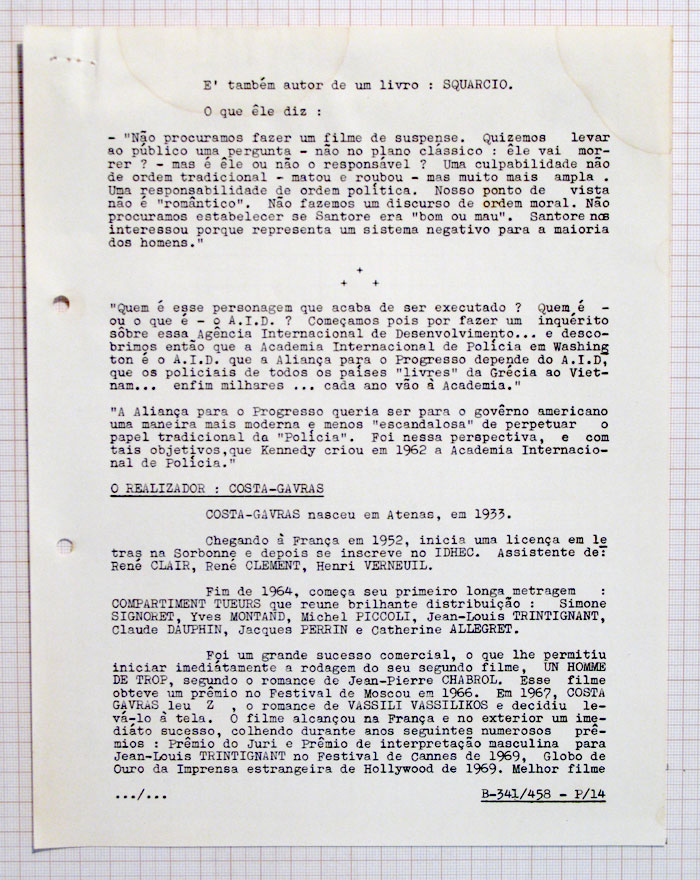 E' também autor de um livro : SQUARCIO.
O que êle diz :
- "Não procuramos fazer um filme de suspense. Quizemos levar
ao público uma pergunta - não no plano clássico : êle vai mor-
rer ? - mas é êle ou não o responsável ? Uma culpabilidade não
de ordem tradicional - matou e roubou - mas muito mais ampla .
Uma responsabilidade de ordem política. Nosso ponto de vista
não é "romântico". Não fazemos um discurso de ordem moral. Não
procuramos estabelecer se Santore era "bom ou mau". Santore nos
interessou porque representa um sistema negativo para a maioria
dos homens."
+
+ +
"Quem é esse personagem que acaba de ser executado ? Quem é -
ou o que é - o A.I.D. ? Começamos pois por fazer um inquérito
sôbre essa Agência Internacional de Desenvolvimento... e desco-
brimos então que a Academia Internacional de Polícia em Washing
ton é o A.I.D. que a Aliança para o Progresso depende do A.I.D,
que os policiais de todos os países "livres" da Grécia ao Viet-
nam... enfim milhares ... cada ano vão à Academia."
"A Aliança para o Progresso queria ser para o govêrno americano
uma maneira mais moderna e menos "escandalosa" de perpetuar o
papel tradicional da "Polícia". Foi nessa perspectiva, e com
tais objetivos,que Kennedy criou em 1962 a Academia Internacio-
nal de Polícia."
O REALIZADOR : COSTA-GAVRAS
COSTA-GAVRAS nasceu em Atenas, em 1933.
Chegando à França em 1952, inicia uma licença em le
tras na Sorbonne e depois se inscreve no IDHEC. Assistente de:
René CLAIR, René CLEMENT, Henri VERNEUIL.
Fim de 1964, começa seu primeiro longa metragem :
COMPARTIMENT TUEURS que reune brilhante distribuição : Simone
SIGNORET, Yves MONTAND, Michel PICCOLI, Jean-Louis TRINTIGNANT,
Claude DAUPHIN, Jacques PERRIN e Catherine ALLEGRET.
Foi um grande sucesso comercial, o que lhe permitiu
iniciar imediátamente a rodagem do seu segundo filme, UN HOMME
DE TROP, segundo o romance de Jean-Pierre CHABROL. Esse filme
obteve um prêmio no Festival de Moscou em 1966. Em 1967, COSTA
GAVRAS leu Z , o romance de VASSILI VASSILIKOS e decidiu le-
vá-lo à tela. O filme alcançou na França e no exterior um ime-
diáto sucesso, colhendo durante anos seguintes numerosos prê-
mios : Prêmio do Juri e Prêmio de interpretação masculina para
Jean-Louis TRINTIGNANT no Festival de Cannes de 1969, Globo de
Ouro da Imprensa estrangeira de Hollywood de 1969. Melhor filme
.../... B-341/458 - P/14